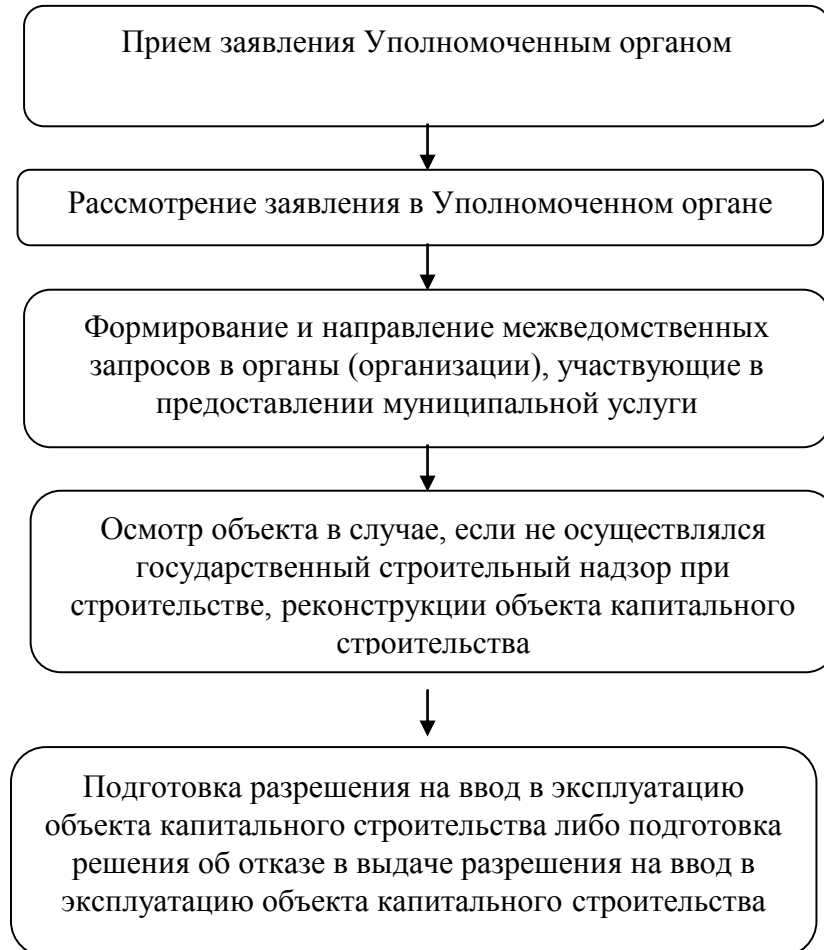 Прием заявления Уполномоченным органом
Рассмотрение заявления в Уполномоченном органе
Формирование и направление межведомственных
запросов в органы (организации), участвующие в
предоставлении муниципальной услуги
Осмотр объекта в случае, если не осуществлялся
государственный строительный надзор при
строительстве, реконструкции объекта капитального
строительства
Подготовка разрешения на ввод в эксплуатацию
объекта капитального строительства либо подготовка
решения об отказе в выдаче разрешения на ввод в
эксплуатацию объекта капитального строительства